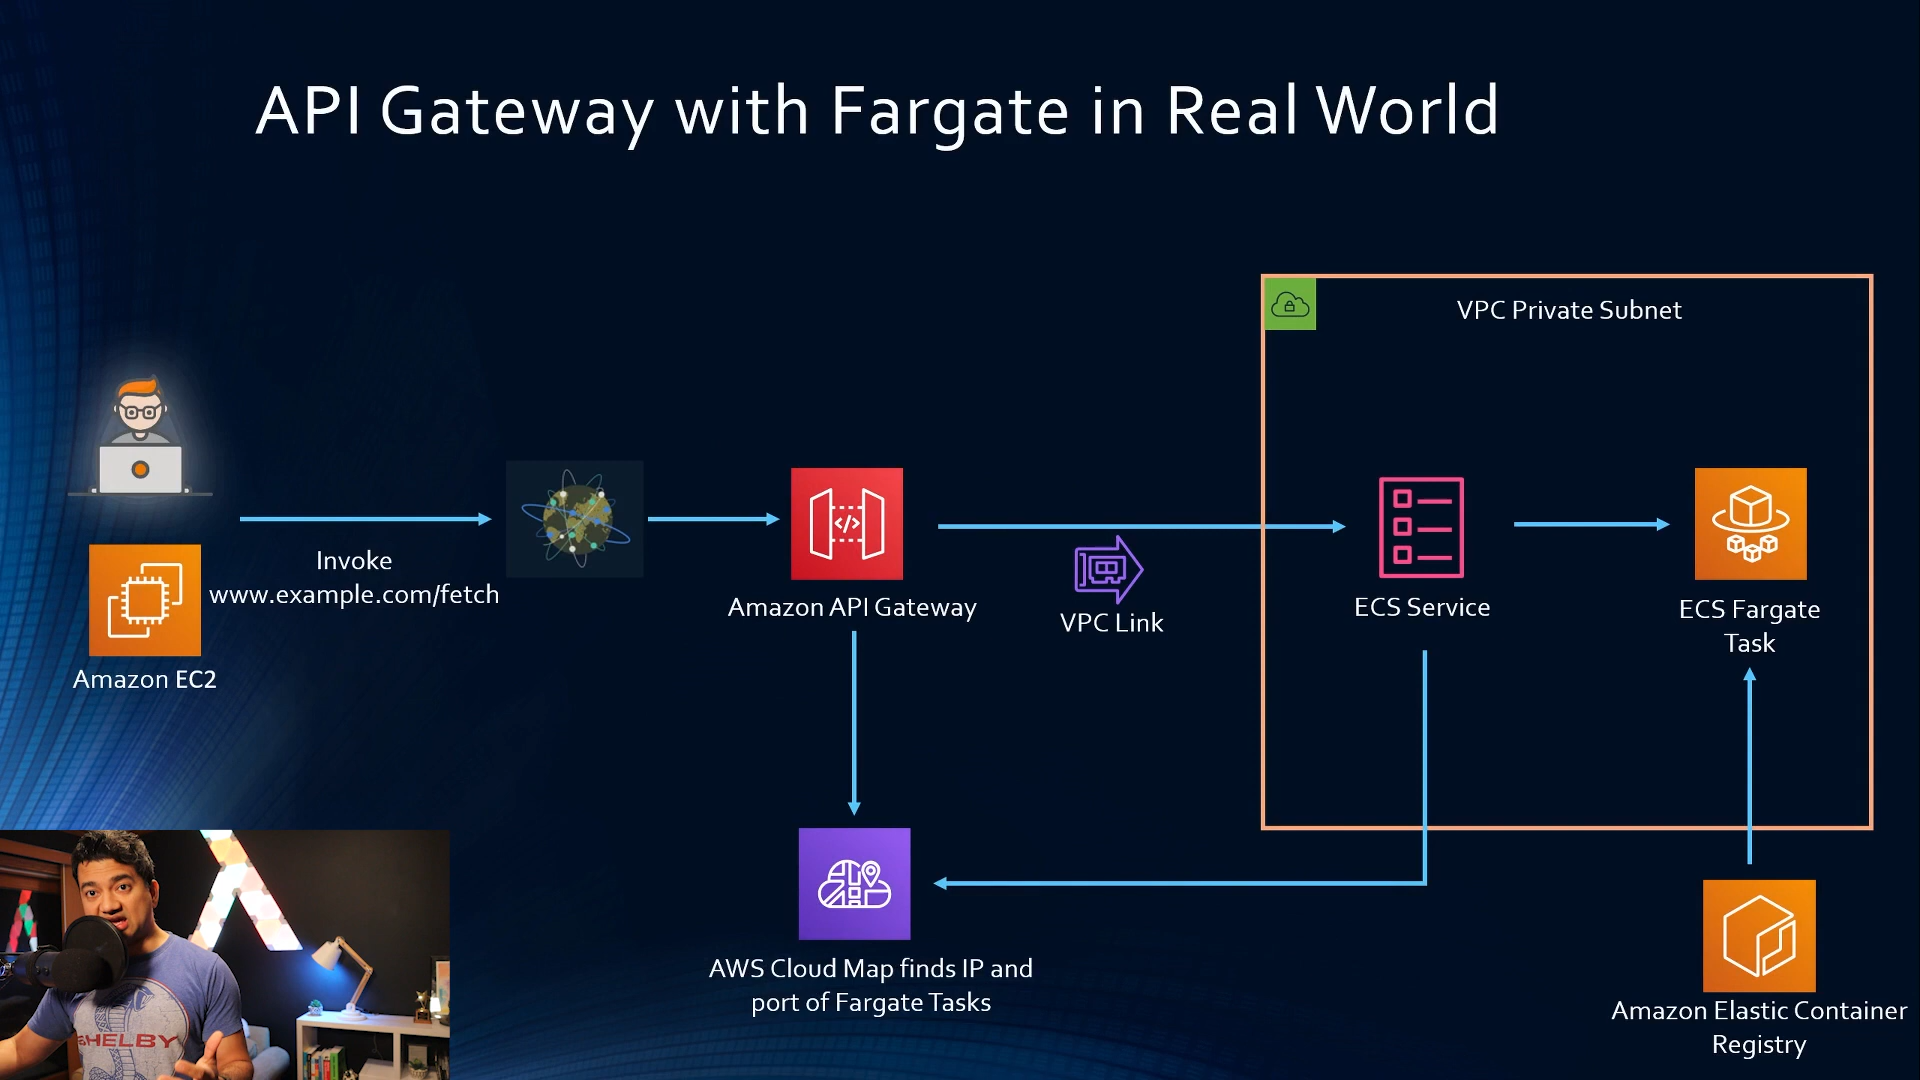 API Gateway with Fargate in Real World
VPC Private Subnet
Invoke
www.example.com/fetch
Amazon EC2
Amazon API Gateway
VPC Link
ECS Service
ECS Fargate
Task
AWS Cloud Map finds IP and
port of Fargate Tasks
Amazon Elastic Container
Registry
SHELBY